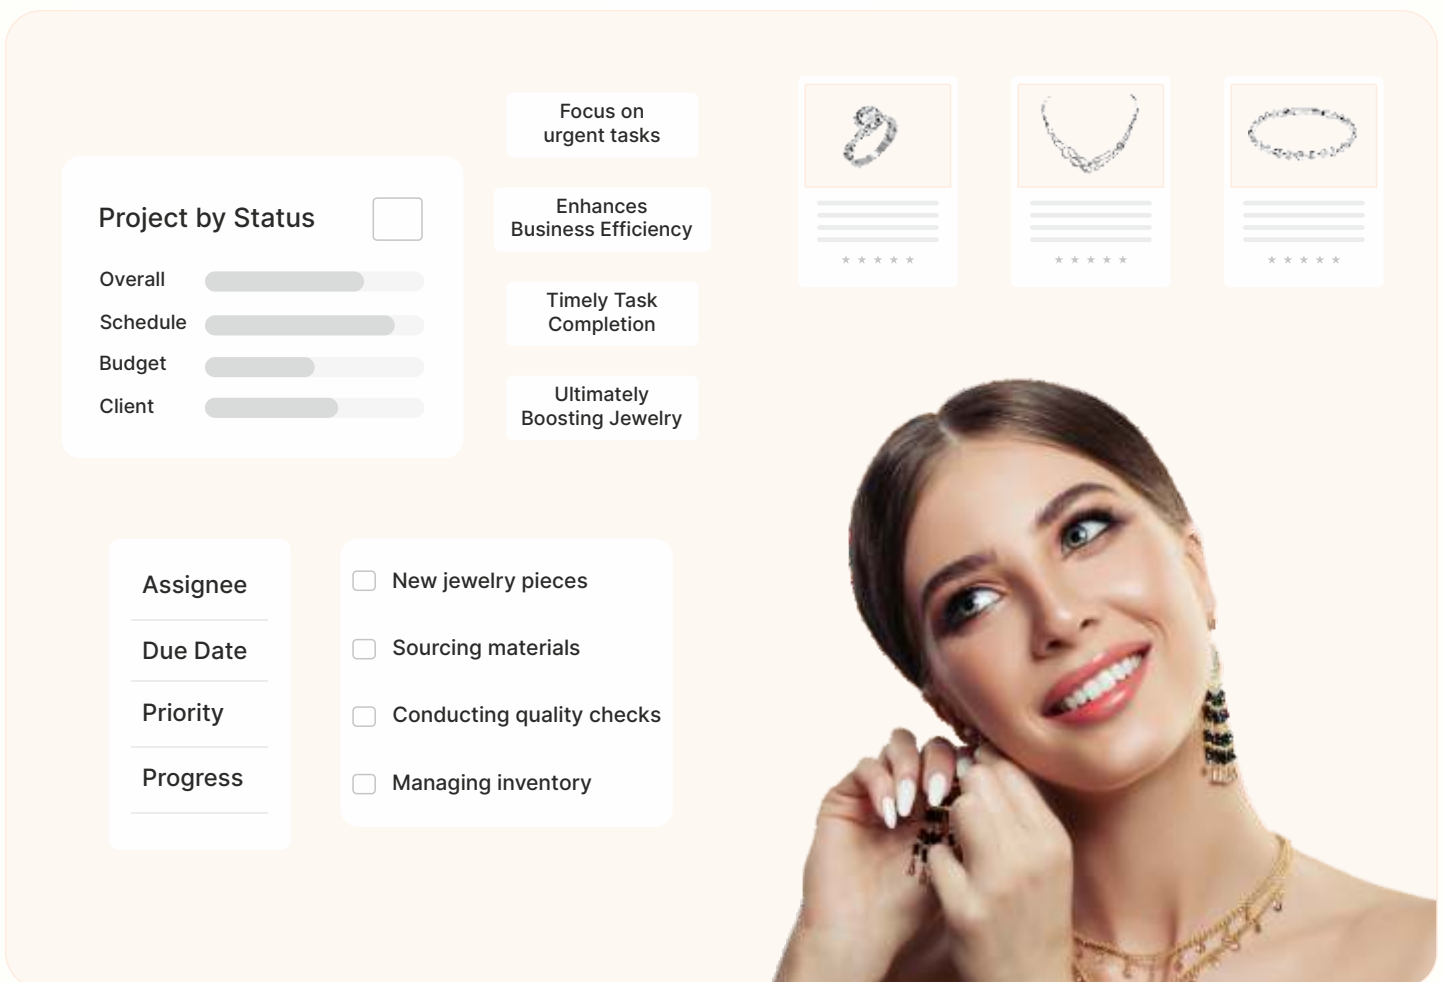 Focus on
urgent tasks
Enhances
Business Efficiency
Timely Task
Completion
Ultimately
Boosting Jewelry
Project by Status
Overall
Schedule
Budget
Client
Assignee
Due Date
Priority
Progress
New jewelry pieces
Sourcing materials
Conducting quality checks
Managing inventory